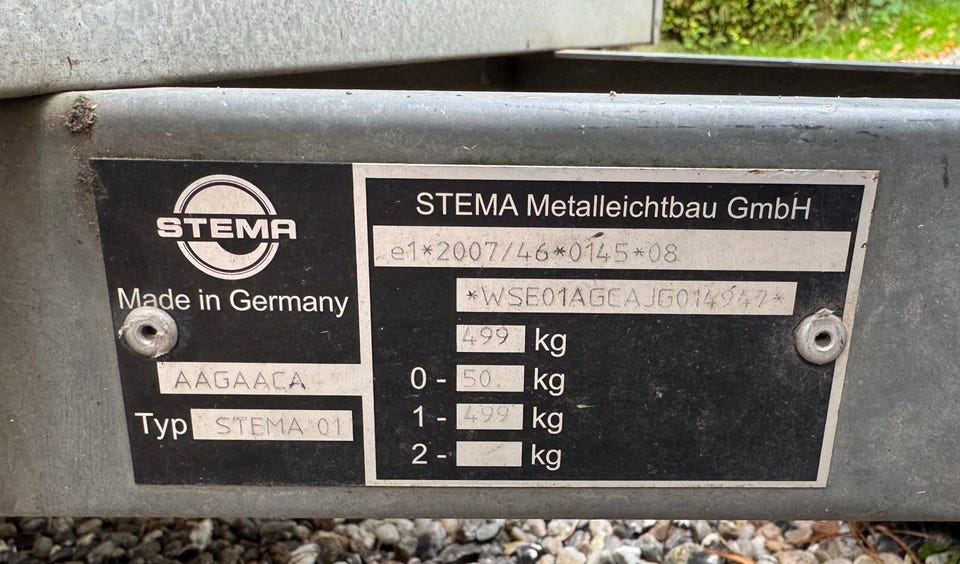 STEMA
Made in Germany
AAGAACA
Typ STEMA 01
STEMA Metalleichtbau GmbH
e1*2007/46*0145*08
*WSE01AGCAJG014947*
499 kg
0 - 50 kg
1 - 499 kg
2 - kg